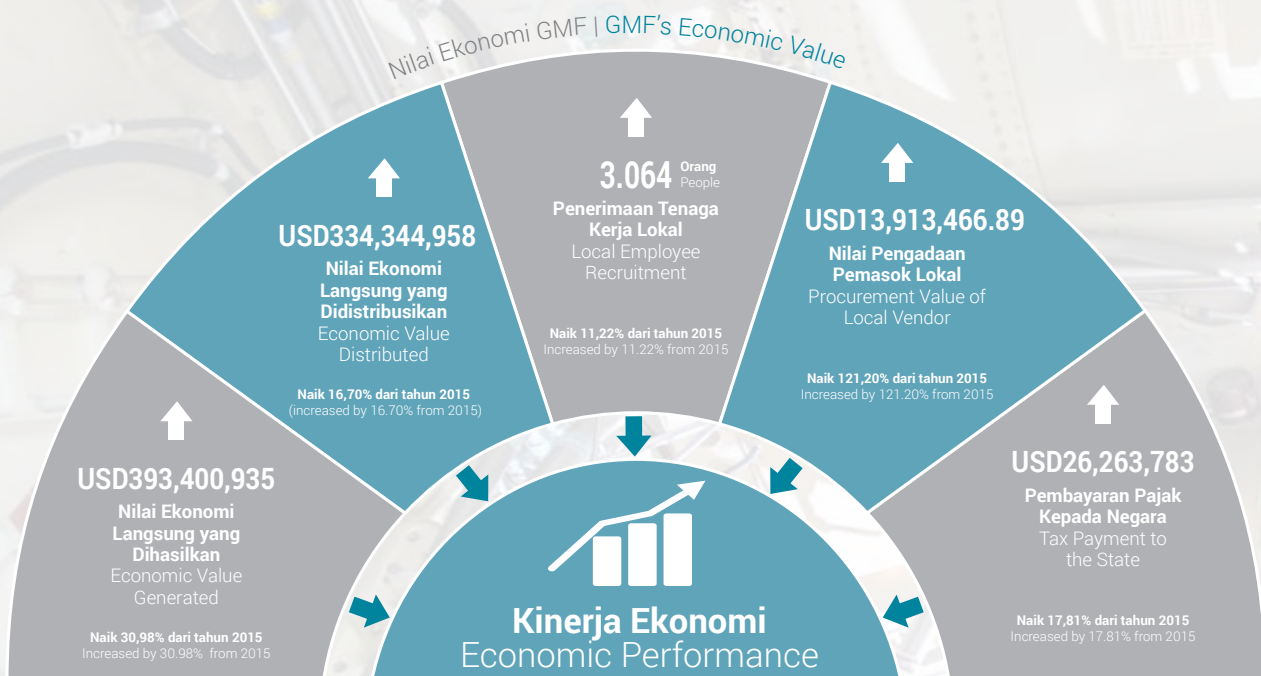 Nilai Ekonomi GMF | GMF's Economic Value
USD393,400,935
Nilai Ekonomi
Langsung yang
Dihasilkan
Economic Value
Generated
Naik 30,98% dari tahun 2015
Increased by 30.98% from 2015
USD334,344,958
Nilai Ekonomi
Langsung yang
Didistribusikan
Economic Value
Distributed
Naik 16,70% dari tahun 2015
(increased by 16.70% from 2015)
3.064 Orang
People
Penerimaan Tenaga
Kerja Lokal
Local Employee
Recruitment
Naik 11,22% dari tahun 2015
Increased by 11.22% from 2015
USD13,913,466.89
Nilai Pengadaan
Pemasok Lokal
Procurement Value of
Local Vendor
Naik 121,20% dari tahun 2015
Increased by 121.20% from 2015
USD26,263,783
Pembayaran Pajak
Kepada Negara
Tax Payment to
the State
Naik 17,81% dari tahun 2015
Increased by 17.81% from 2015
Kinerja Ekonomi
Economic Performance